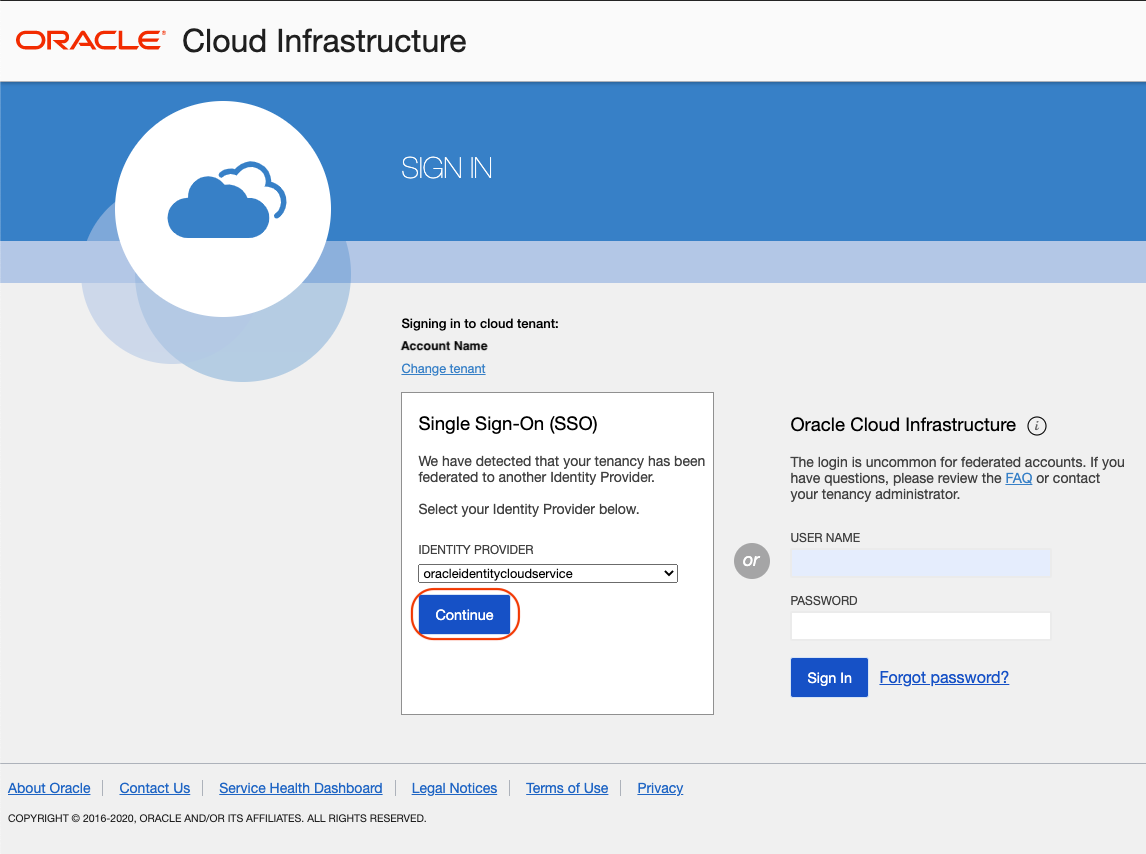 ORACLE® Cloud Infrastructure
SIGN IN
Signing in to cloud tenant:
Account Name
Change tenant
Single Sign-On (SSO)
We have detected that your tenancy has been
federated to another Identity Provider.
Select your Identity Provider below.
IDENTITY PROVIDER
oracleidentitycloudservice
Continue
or
Oracle Cloud Infrastructure i
The login is uncommon for federated accounts. If you
have questions, please review the FAQ or contact
your tenancy administrator.
USER NAME
PASSWORD
Sign In Forgot password?
About Oracle Contact Us Service Health Dashboard Legal Notices Terms of Use Privacy
COPYRIGHT © 2016-2020, ORACLE AND/OR ITS AFFILIATES. ALL RIGHTS RESERVED.